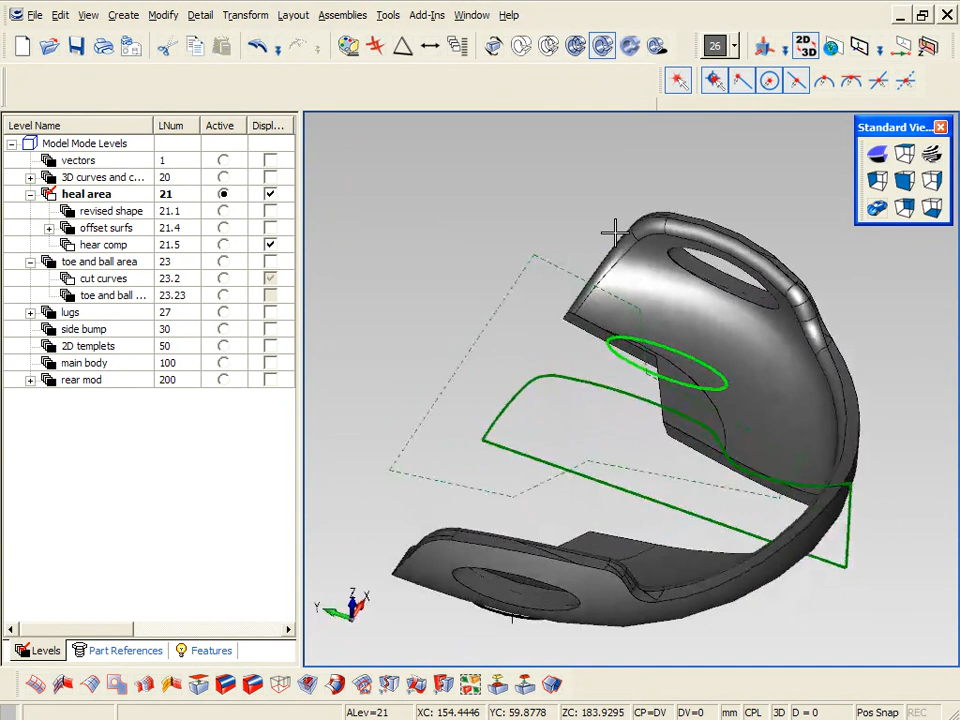 File Edit View Create Modify Detail Transform Layout Assemblies Tools Add-Ins Window Help
26
2D
3D
Level Name LNum Active Displ...
Model Mode Levels
vectors 1
3D curves and c... 20
heal area 21
revised shape 21.1
offset surfs 21.4
hear comp 21.5
toe and ball area 23
cut curves 23.2
toe and ball ... 23.23
lugs 27
side bump 30
2D templets 50
main body 100
rear mod 200
Standard Vie...
Z
X
Y
Levels Part References Features
ALev=21 XC: 154.4446 YC: 59.8778 ZC: 183.9295 CP=DV DV=0 mm CPL 3D D = 0 Pos Snap REC